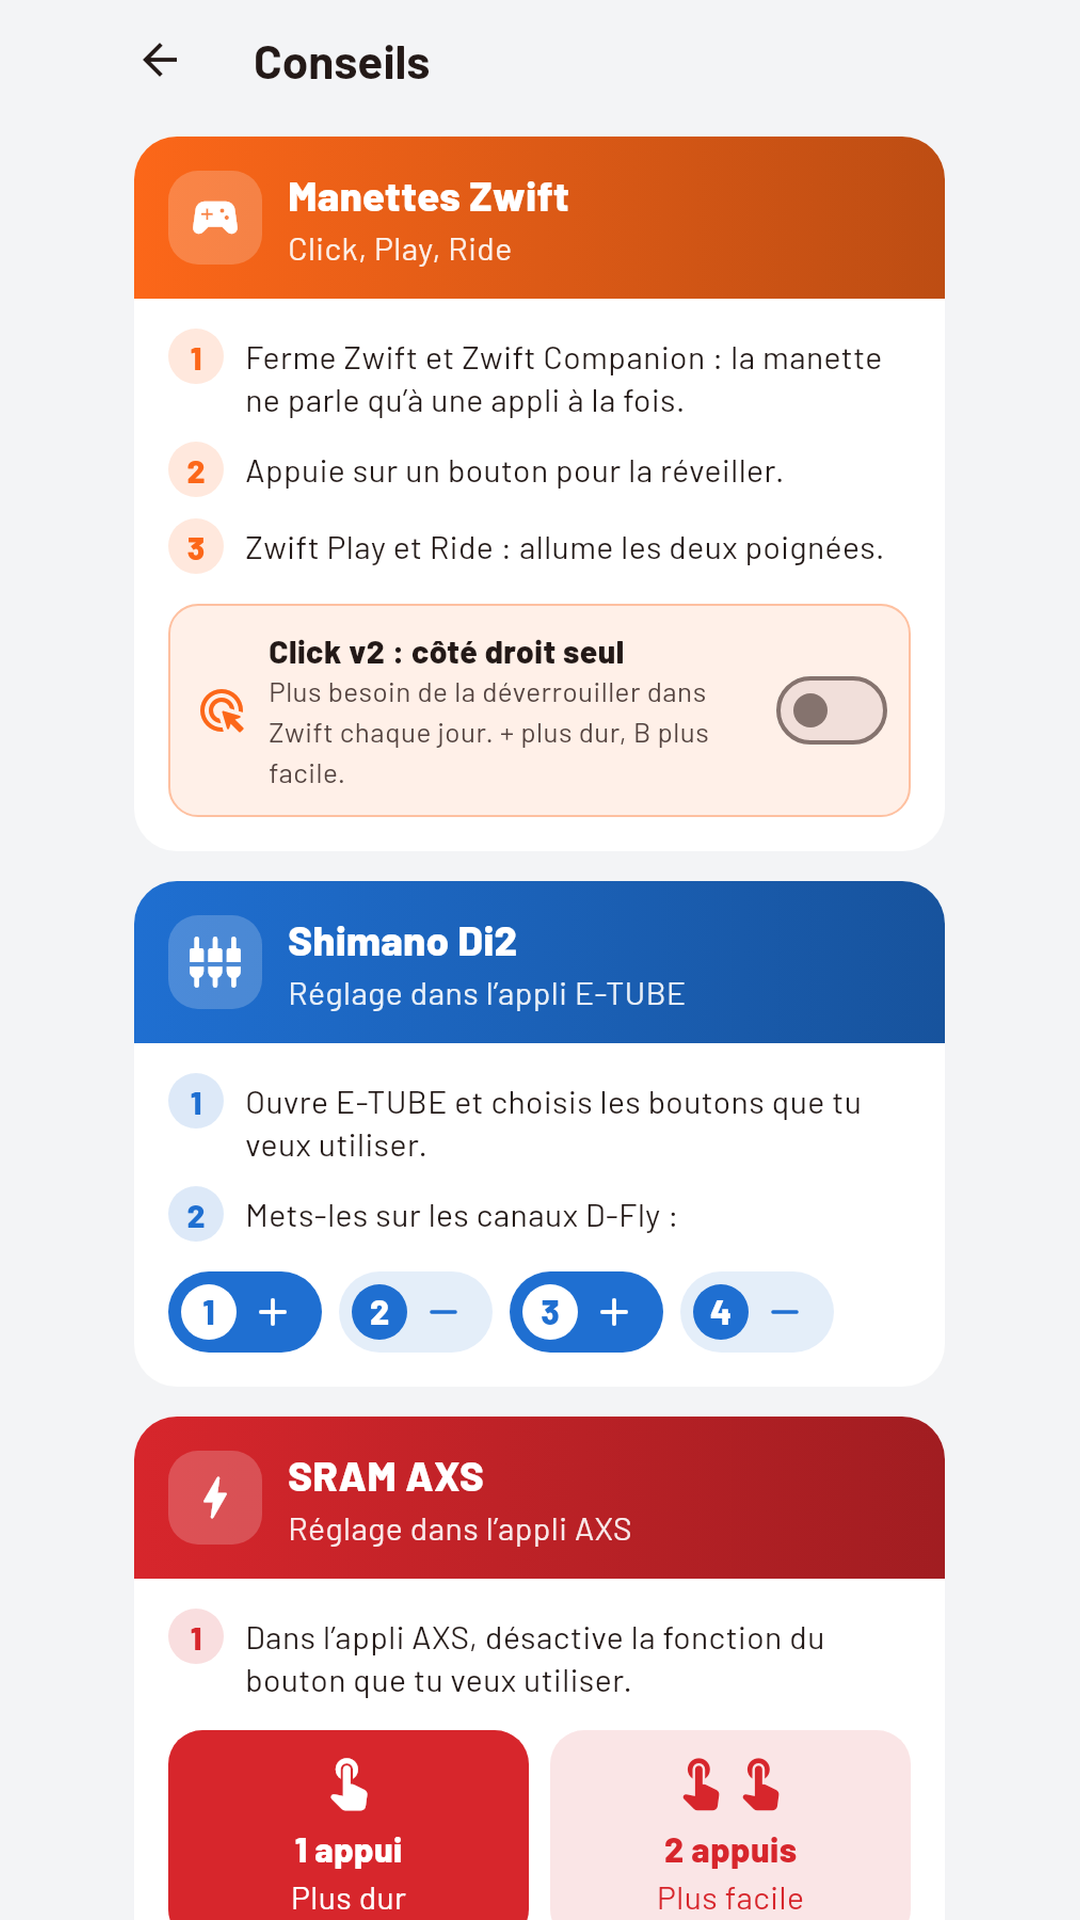 Conseils
Manettes Zwift
Click, Play, Ride
1
Ferme Zwift et Zwift Companion : la manette
ne parle qu’à une appli à la fois.
2
Appuie sur un bouton pour la réveiller.
3
Zwift Play et Ride : allume les deux poignées.
Click v2 : côté droit seul
Plus besoin de la déverrouiller dans
Zwift chaque jour. + plus dur, B plus
facile.
Shimano Di2
Réglage dans l’appli E-TUBE
1
Ouvre E-TUBE et choisis les boutons que tu
veux utiliser.
2
Mets-les sur les canaux D-Fly :
1 + 2 − 3 + 4 −
SRAM AXS
Réglage dans l’appli AXS
1
Dans l’appli AXS, désactive la fonction du
bouton que tu veux utiliser.
1 appui
Plus dur
2 appuis
Plus facile